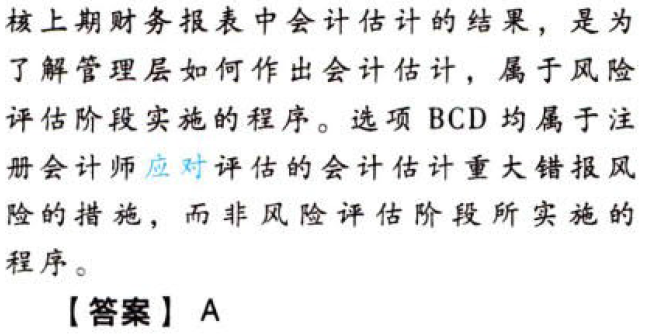 核上期财务报表中会计估计的结果，是为
了解管理层如何作出会计估计，属于风险
评估阶段实施的程序。选项 BCD 均属于注
册会计师应对评估的会计估计重大错报风
险的措施，而非风险评估阶段所实施的
程序。
【答案】 A